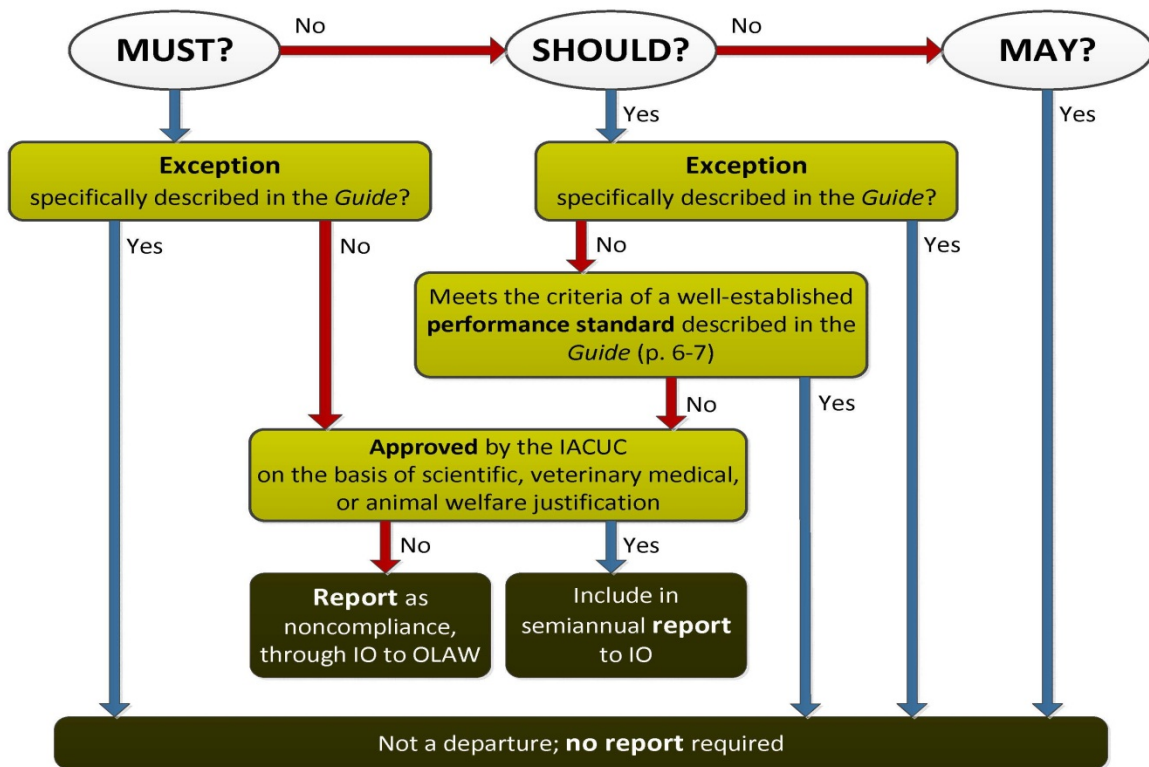 MUST?
No
SHOULD?
No
MAY?
Yes
Yes
Exception
specifically described in the Guide?
Exception
specifically described in the Guide?
Yes
No
No
Yes
Meets the criteria of a well-established
performance standard described in the
Guide (p. 6-7)
No
Yes
Approved by the IACUC
on the basis of scientific, veterinary medical,
or animal welfare justification
No
Yes
Report as
noncompliance,
through IO to OLAW
Include in
semiannual report
to IO
Not a departure; no report required